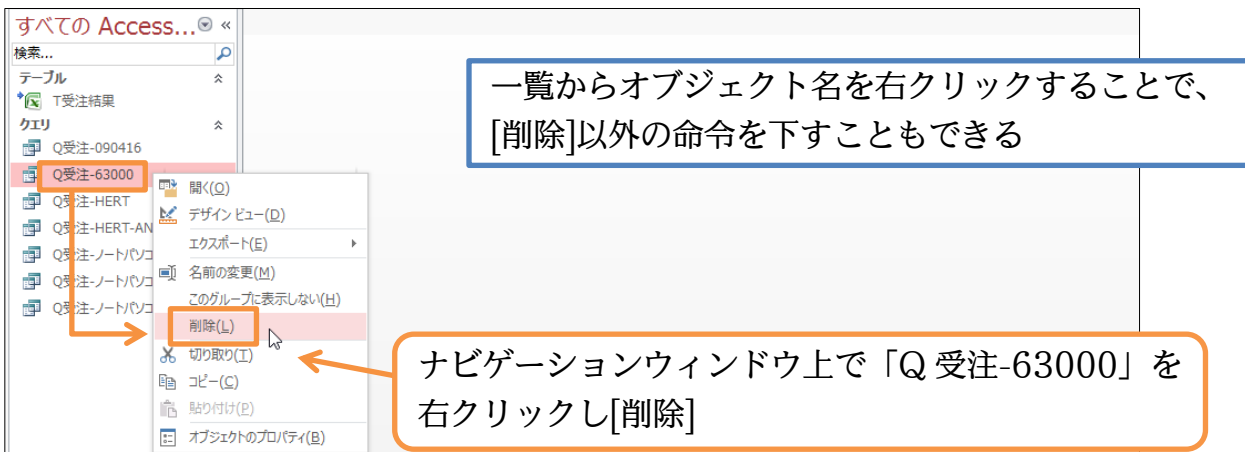 すべての Access...
検索...
テーブル
T受注結果
クエリ
Q受注-090416
Q受注-63000
Q受注-HERT
Q受注-HERT-AN
Q受注-ノートパソコ
Q受注-ノートパソコ
Q受注-ノートパソコ
開く(O)
デザイン ビュー(D)
エクスポート(E)
名前の変更(M)
このグループに表示しない(H)
削除(L)
切り取り(T)
コピー(C)
貼り付け(P)
オブジェクトのプロパティ(B)
一覧からオブジェクト名を右クリックすることで、
[削除]以外の命令を下すこともできる
ナビゲーションウィンドウ上で「Q 受注-63000」を
右クリックし[削除]